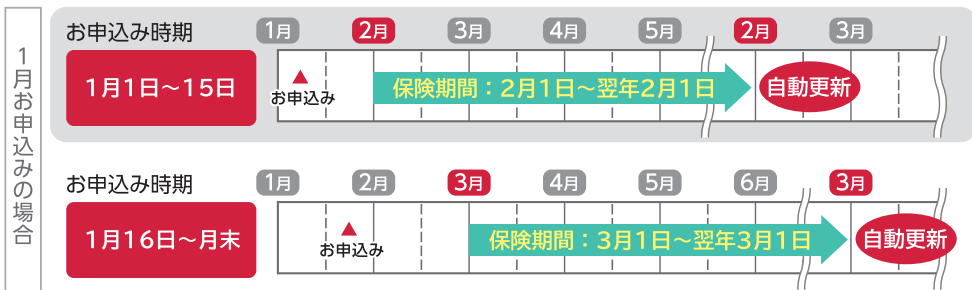 1月お申込みの場合
お申込み時期
1月 2月 3月 4月 5月 2月 3月
1月1日～15日
お申込み
保険期間：2月1日～翌年2月1日
自動更新
お申込み時期
1月 2月 3月 4月 5月 6月 3月
1月16日～月末
お申込み
保険期間：3月1日～翌年3月1日
自動更新